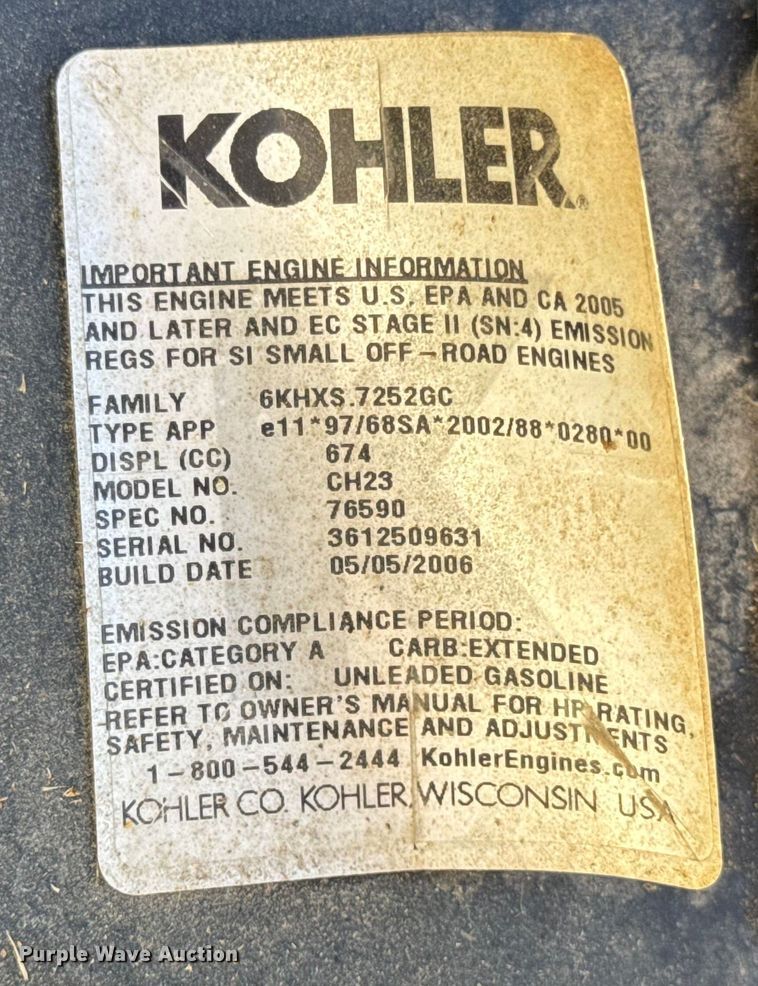 KOHLER®
IMPORTANT ENGINE INFORMATION
THIS ENGINE MEETS U.S. EPA AND CA 2005
AND LATER AND EC STAGE II (SN:4) EMISSION
REGS FOR SI SMALL OFF-ROAD ENGINES
FAMILY 6KHXS.7252GC
TYPE APP e11*97/68SA*2002/88*0280*00
DISPL (CC) 674
MODEL NO. CH23
SPEC NO. 76590
SERIAL NO. 3612509631
BUILD DATE 05/05/2006
EMISSION COMPLIANCE PERIOD:
EPA:CATEGORY A CARB:EXTENDED
CERTIFIED ON: UNLEADED GASOLINE
REFER TO OWNER'S MANUAL FOR HP RATING,
SAFETY, MAINTENANCE AND ADJUSTMENTS
1-800-544-2444 KohlerEngines.com
KOHLER CO. KOHLER, WISCONSIN USA
Purple Wave Auction